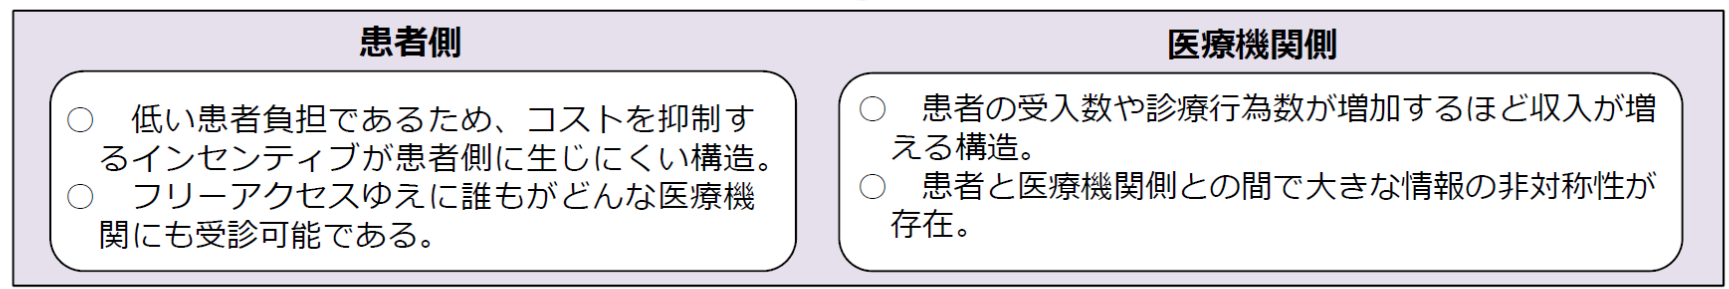 患者側
○　低い患者負担であるため、コストを抑制す
るインセンティブが患者側に生じにくい構造。
○　フリーアクセスゆえに誰もがどんな医療機
関にも受診可能である。
医療機関側
○　患者の受入数や診療行為数が増加するほど収入が増
える構造。
○　患者と医療機関側との間で大きな情報の非対称性が
存在。